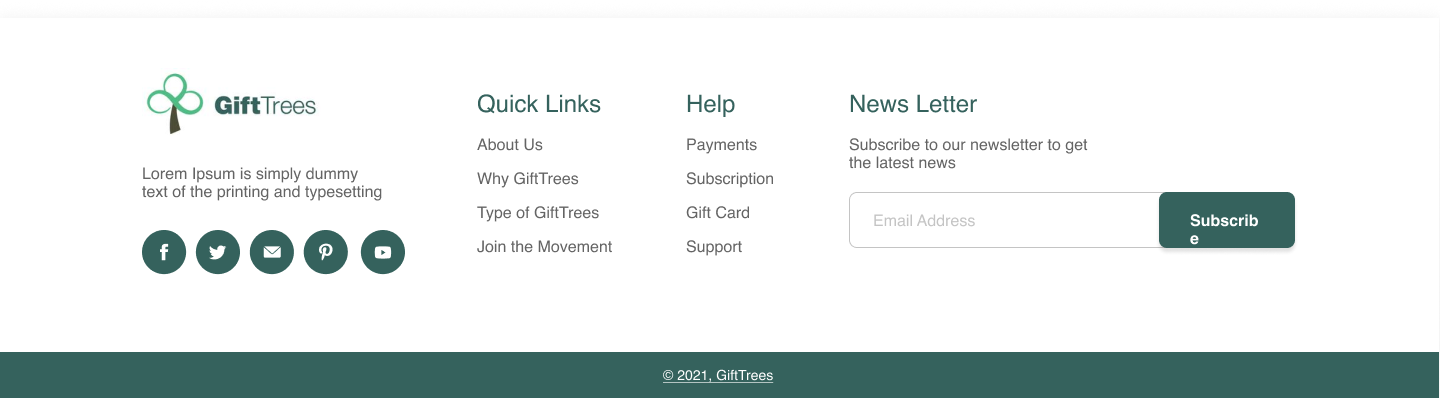 GiftTrees
Lorem Ipsum is simply dummy
text of the printing and typesetting
Quick Links
About Us
Why GiftTrees
Type of GiftTrees
Join the Movement
Help
Payments
Subscription
Gift Card
Support
News Letter
Subscribe to our newsletter to get
the latest news
Email Address
Subscrib
e
© 2021, GiftTrees